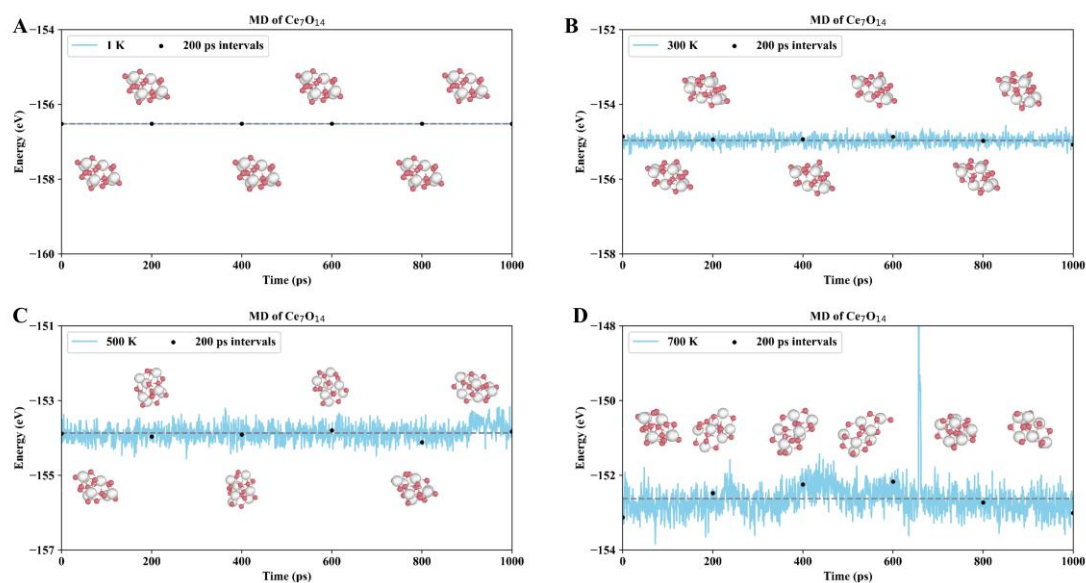 A
MD of Ce₇O₁₄
1 K
200 ps intervals
Energy (eV)
−154
−156
−158
−160
0 200 400 600 800 1000
Time (ps)
B
MD of Ce₇O₁₄
300 K
200 ps intervals
Energy (eV)
−152
−154
−156
−158
0 200 400 600 800 1000
Time (ps)
C
MD of Ce₇O₁₄
500 K
200 ps intervals
Energy (eV)
−151
−153
−155
−157
0 200 400 600 800 1000
Time (ps)
D
MD of Ce₇O₁₄
700 K
200 ps intervals
Energy (eV)
−148
−150
−152
−154
0 200 400 600 800 1000
Time (ps)